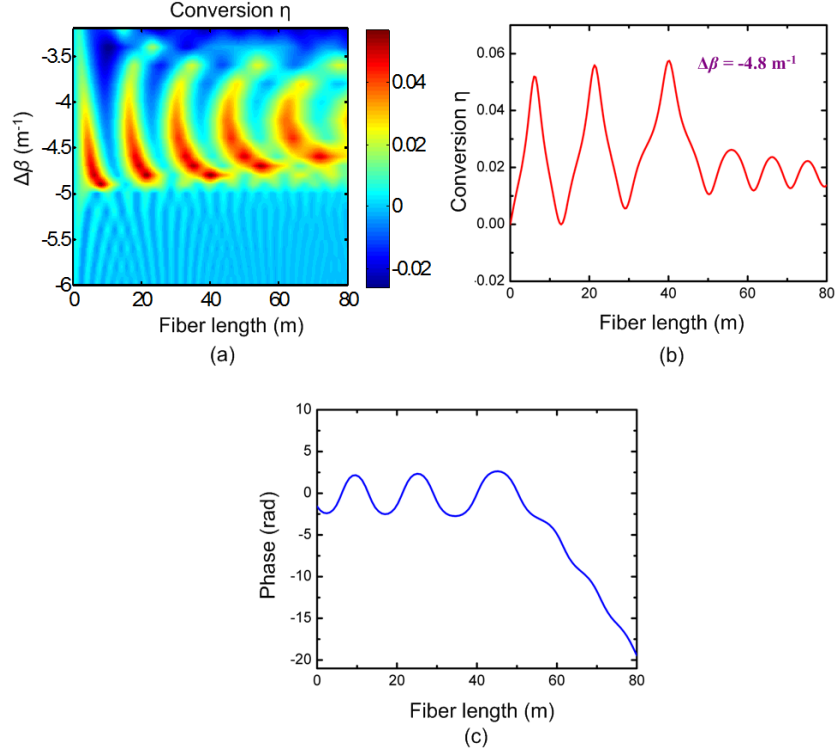 Conversion η
-3.5
-4
-4.5
-5
-5.5
-6
Δβ (m⁻¹)
0 20 40 60 80
Fiber length (m)
0.04
0.02
0
-0.02
(a)
0.06
0.04
0.02
0.00
-0.02
Conversion η
Δβ = -4.8 m⁻¹
0 20 40 60 80
Fiber length (m)
(b)
10
5
0
-5
-10
-15
-20
Phase (rad)
0 20 40 60 80
Fiber length (m)
(c)